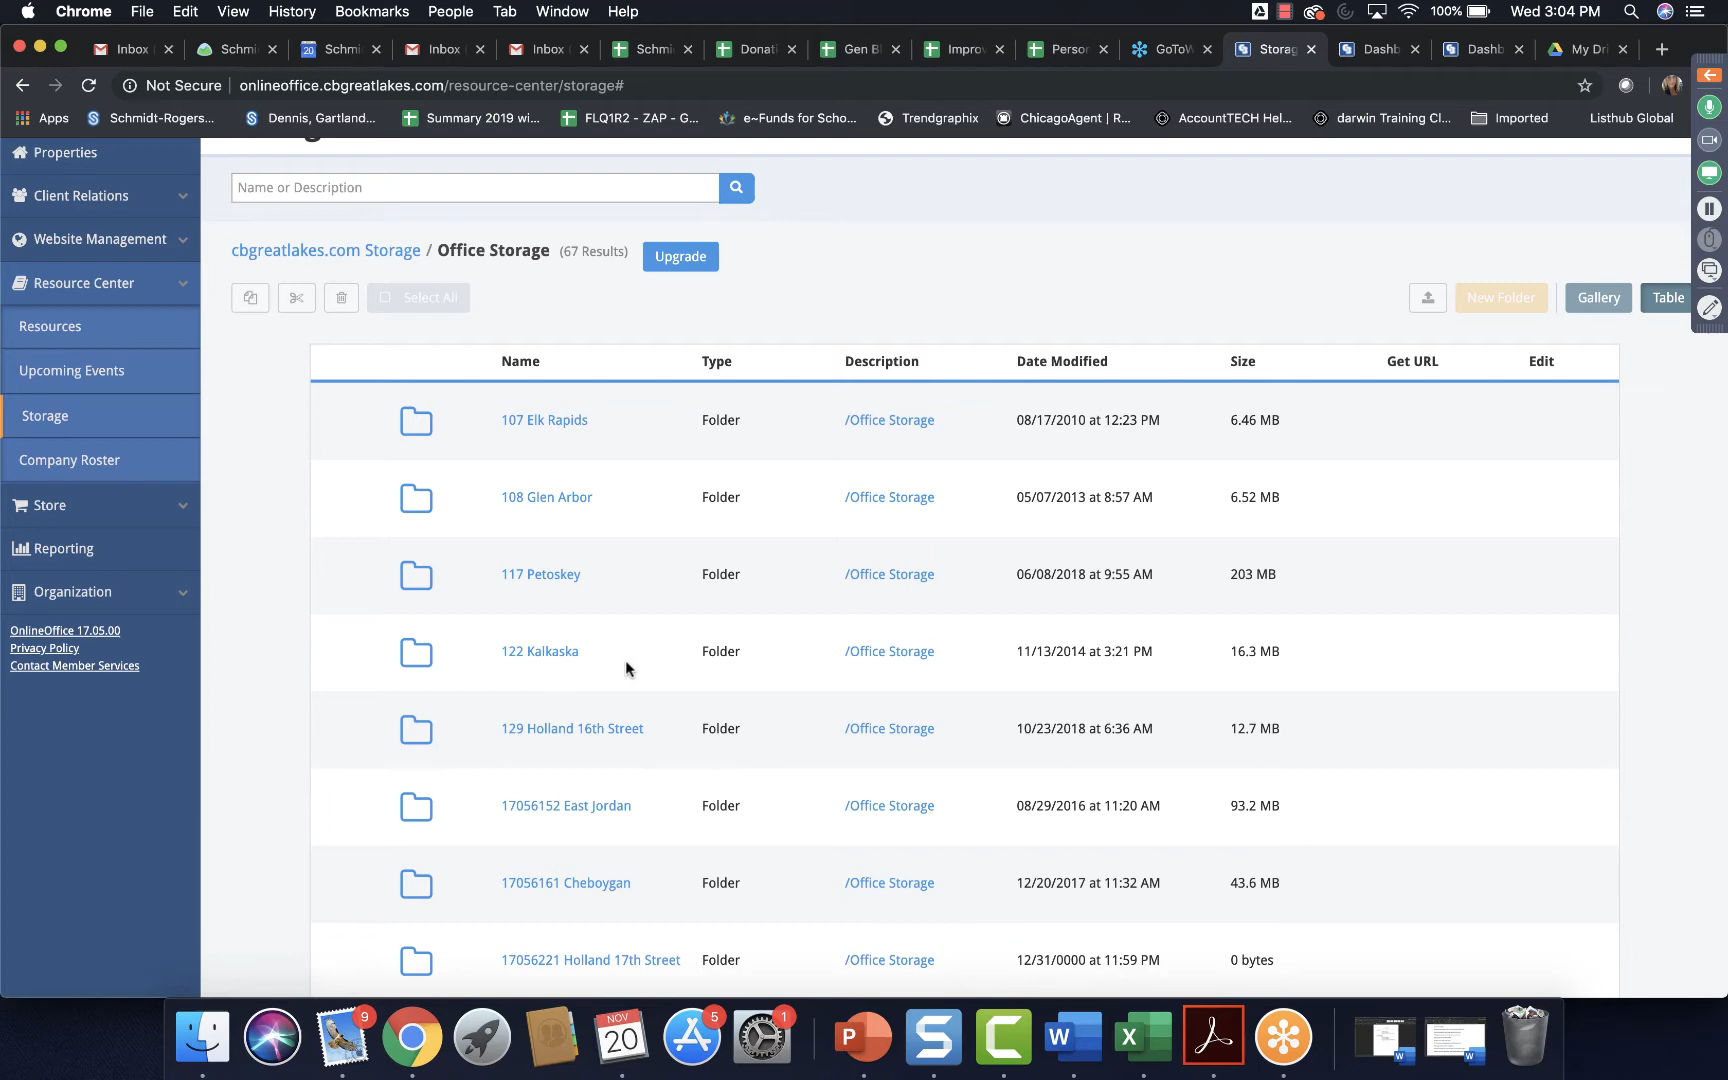 Chrome File Edit View History Bookmarks People Tab Window Help 100% Wed 3:04 PM
Inbox ( Schmi 20 Schmi Inbox ( Inbox ( Schmi Donati Gen Bl Improv Person GoToW Storag Dashb Dashb My Dri
Not Secure onlineoffice.cbgreatlakes.com/resource-center/storage#
Apps Schmidt-Rogers... Dennis, Gartland... Summary 2019 wi... FLQ1R2 - ZAP - G... e~Funds for Scho... Trendgraphix ChicagoAgent | R... AccountTECH Hel... darwin Training Cl... Imported Listhub Global
Properties
Client Relations
Website Management
Resource Center
Resources
Upcoming Events
Storage
Company Roster
Store
Reporting
Organization
OnlineOffice 17.05.00
Privacy Policy
Contact Member Services
Name or Description
cbgreatlakes.com Storage / Office Storage (67 Results) Upgrade
Select All New Folder Gallery Table
Name Type Description Date Modified Size Get URL Edit
107 Elk Rapids Folder /Office Storage 08/17/2010 at 12:23 PM 6.46 MB
108 Glen Arbor Folder /Office Storage 05/07/2013 at 8:57 AM 6.52 MB
117 Petoskey Folder /Office Storage 06/08/2018 at 9:55 AM 203 MB
122 Kalkaska Folder /Office Storage 11/13/2014 at 3:21 PM 16.3 MB
129 Holland 16th Street Folder /Office Storage 10/23/2018 at 6:36 AM 12.7 MB
17056152 East Jordan Folder /Office Storage 08/29/2016 at 11:20 AM 93.2 MB
17056161 Cheboygan Folder /Office Storage 12/20/2017 at 11:32 AM 43.6 MB
17056221 Holland 17th Street Folder /Office Storage 12/31/0000 at 11:59 PM 0 bytes
9 NOV 20 5 1 P S C W X W W